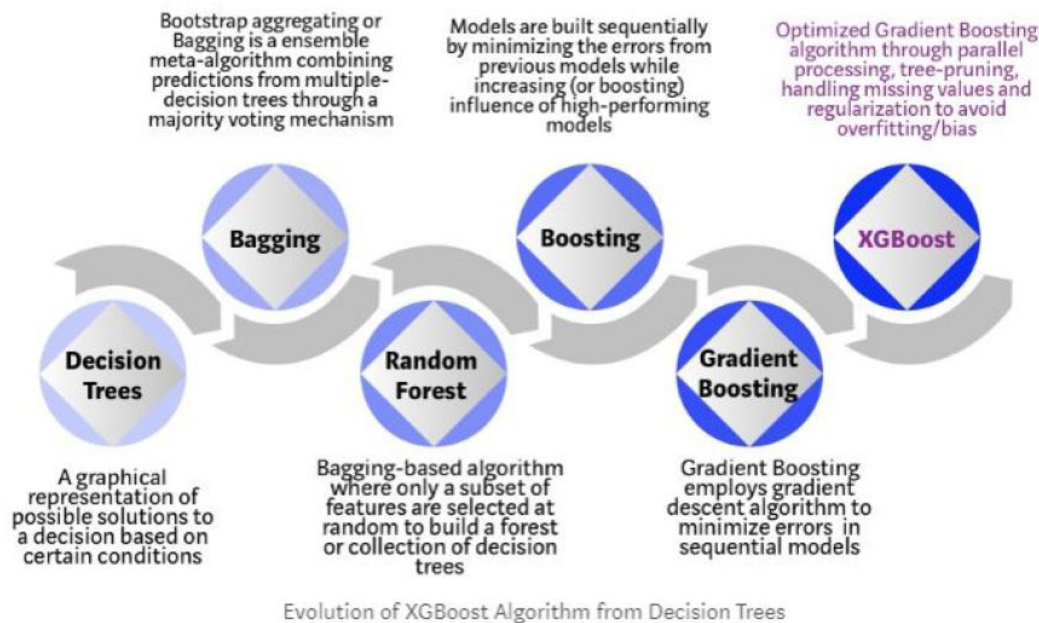 Bootstrap aggregating or
Bagging is a ensemble
meta-algorithm combining
predictions from multiple-
decision trees through a
majority voting mechanism
Models are built sequentially
by minimizing the errors from
previous models while
increasing (or boosting)
influence of high-performing
models
Optimized Gradient Boosting
algorithm through parallel
processing, tree-pruning,
handling missing values and
regularization to avoid
overfitting/bias
Bagging
Boosting
XGBoost
Decision
Trees
Random
Forest
Gradient
Boosting
A graphical
representation of
possible solutions to
a decision based on
certain conditions
Bagging-based algorithm
where only a subset of
features are selected at
random to build a forest
or collection of decision
trees
Gradient Boosting
employs gradient
descent algorithm to
minimize errors in
sequential models
Evolution of XGBoost Algorithm from Decision Trees